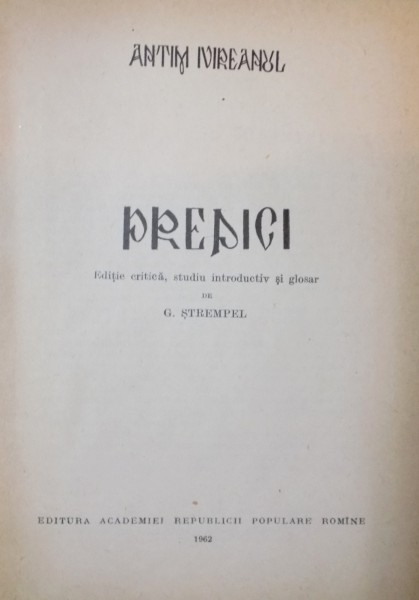 ANTIM IVIREANUL
PREDICI
Ediție critică, studiu introductiv și glosar
DE
G. ȘTREMPEL
EDITURA ACADEMIEI REPUBLICII POPULARE ROMÎNE
1962